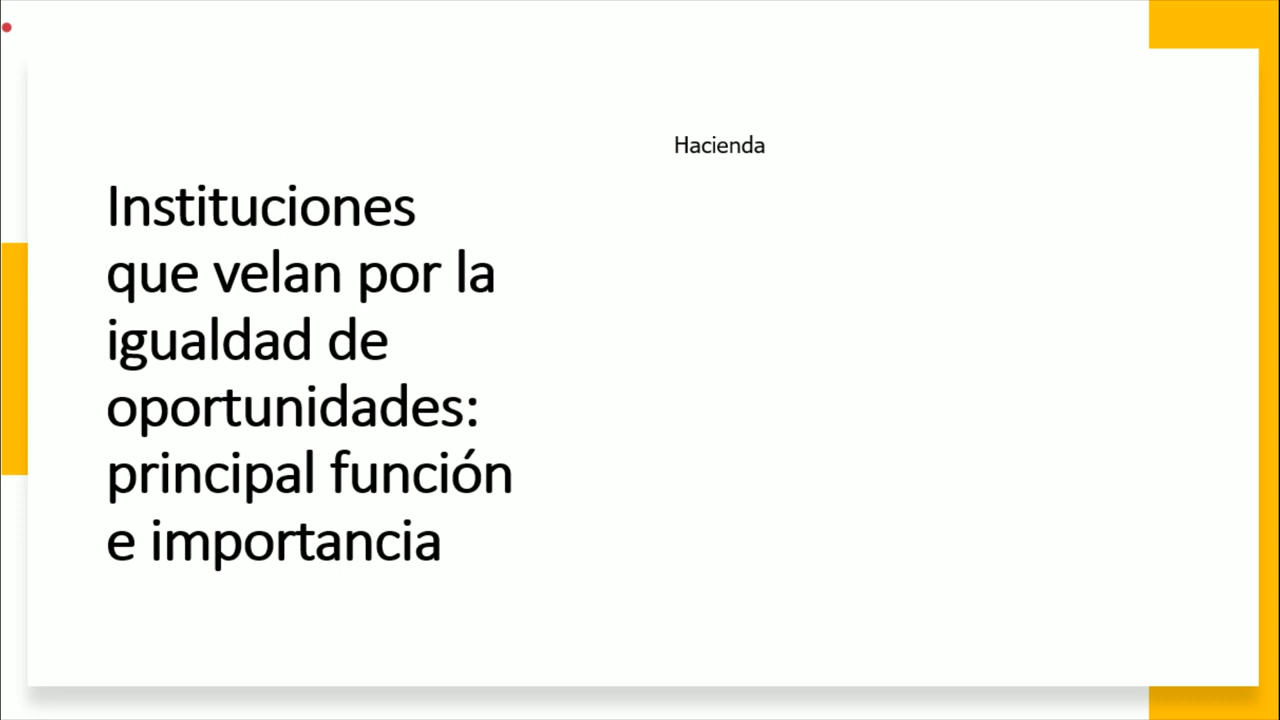 Instituciones
que velan por la
igualdad de
oportunidades:
principal función
e importancia
Hacienda